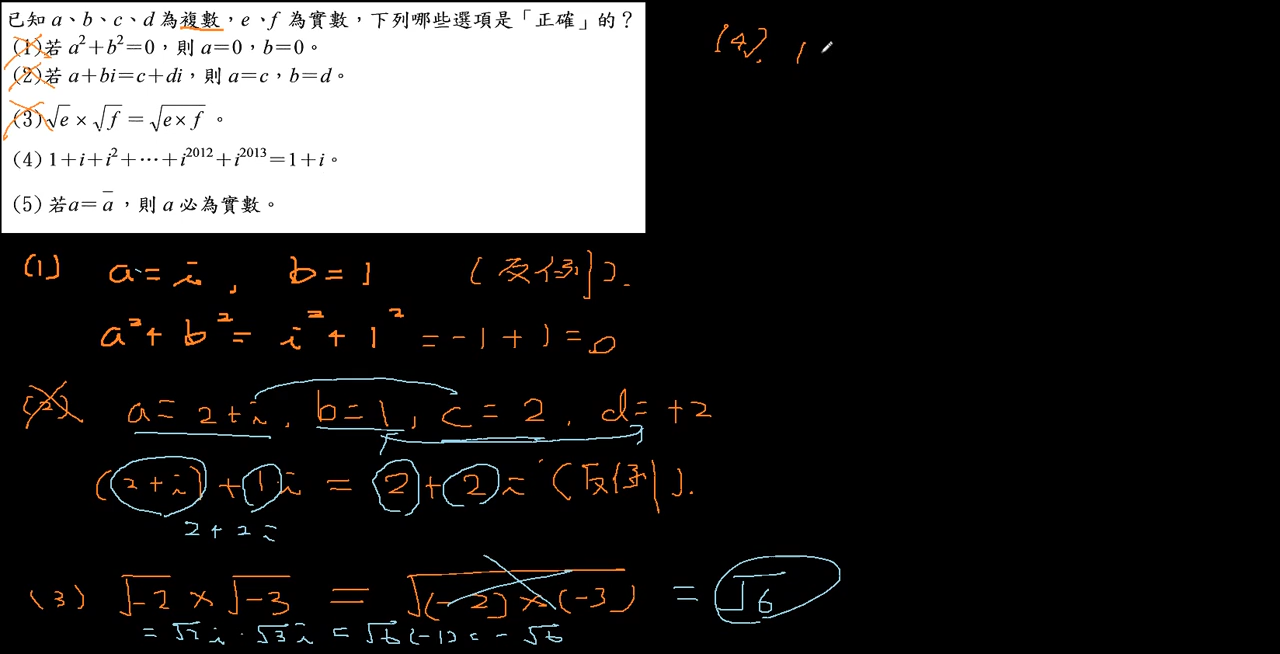 已知 a、b、c、d 為複數，e、f 為實數，下列哪些選項是「正確」的？
(1)若 a²+b²=0，則 a=0，b=0。
(2)若 a+bi=c+di，則 a=c，b=d。
(3)√e × √f = √(e×f)。
(4) 1+i+i²+⋯+i²⁰¹²+i²⁰¹³=1+i。
(5) 若a=a̅，則 a 必為實數。
(4). 1
(1) a=i, b=1 (反例).
a²+b²=i²+1²=-1+1=0
(2) a=2+i, b=1, c=2, d=+2
(2+i)+1i=2+2i (反例).
2+2i
(3) √-2 × √-3 = √(-2)×(-3) = √6
=√2i·√3i=√6(-1)=-√6